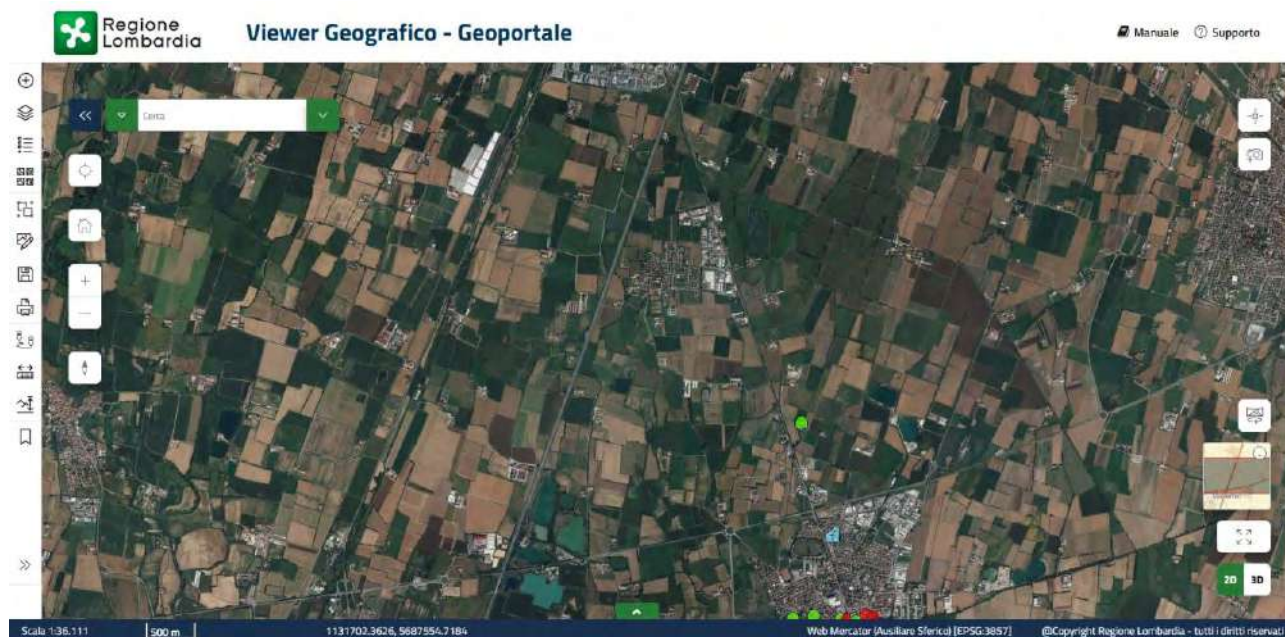 Regione
Lombardia
Viewer Geografico - Geoportale
Manuale
Supporto
Cerca
2D
3D
Scala 1:36.111
500 m
1131702.3626, 5687554.7184
Web Mercator (Ausiliare Sferico) [EPSG:3857]
@Copyright Regione Lombardia - tutti i diritti riservati